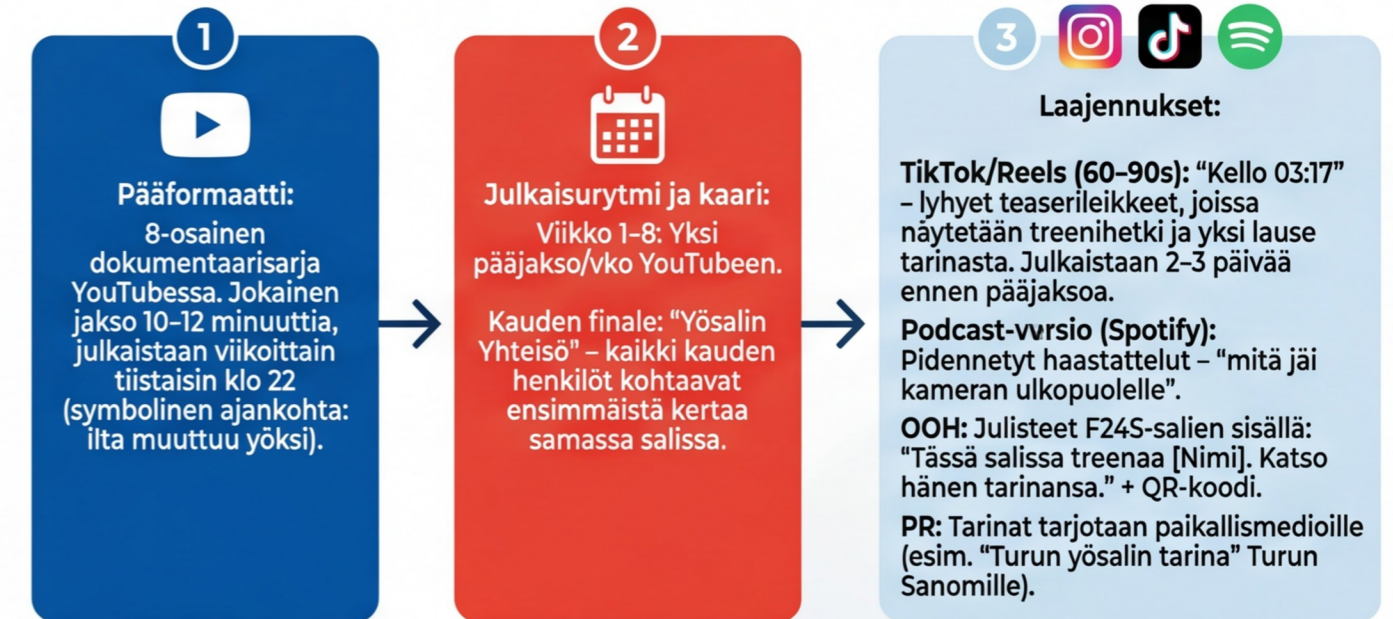 1
Pääformaatti:
8-osainen
dokumentaarisarja
YouTubessa. Jokainen
jakso 10–12 minuuttia,
julkaistaan viikoittain
tiistaisin klo 22
(symbolinen ajankohta:
ilta muuttuu yöksi).
2
Julkaisurytmi ja kaari:
Viikko 1–8: Yksi
pääjakso/vko YouTubeen.
Kauden finale: “Yösalin
Yhteisö” – kaikki kauden
henkilöt kohtaavat
ensimmäistä kertaa
samassa salissa.
3
Laajennukset:
TikTok/Reels (60–90s): “Kello 03:17”
– lyhyet teaserileikkeet, joissa
näytetään treenihetki ja yksi lause
tarinasta. Julkaistaan 2–3 päivää
ennen pääjaksoa.
Podcast-vvrsio (Spotify):
Pidennetyt haastattelut – “mitä jäi
kameran ulkopuolelle”.
OOH: Julisteet F24S-salien sisällä:
“Tässä salissa treenaa [Nimi]. Katso
hänen tarinansa.” + QR-koodi.
PR: Tarinat tarjotaan paikallismedioille
(esim. “Turun yösalin tarina” Turun
Sanomille).